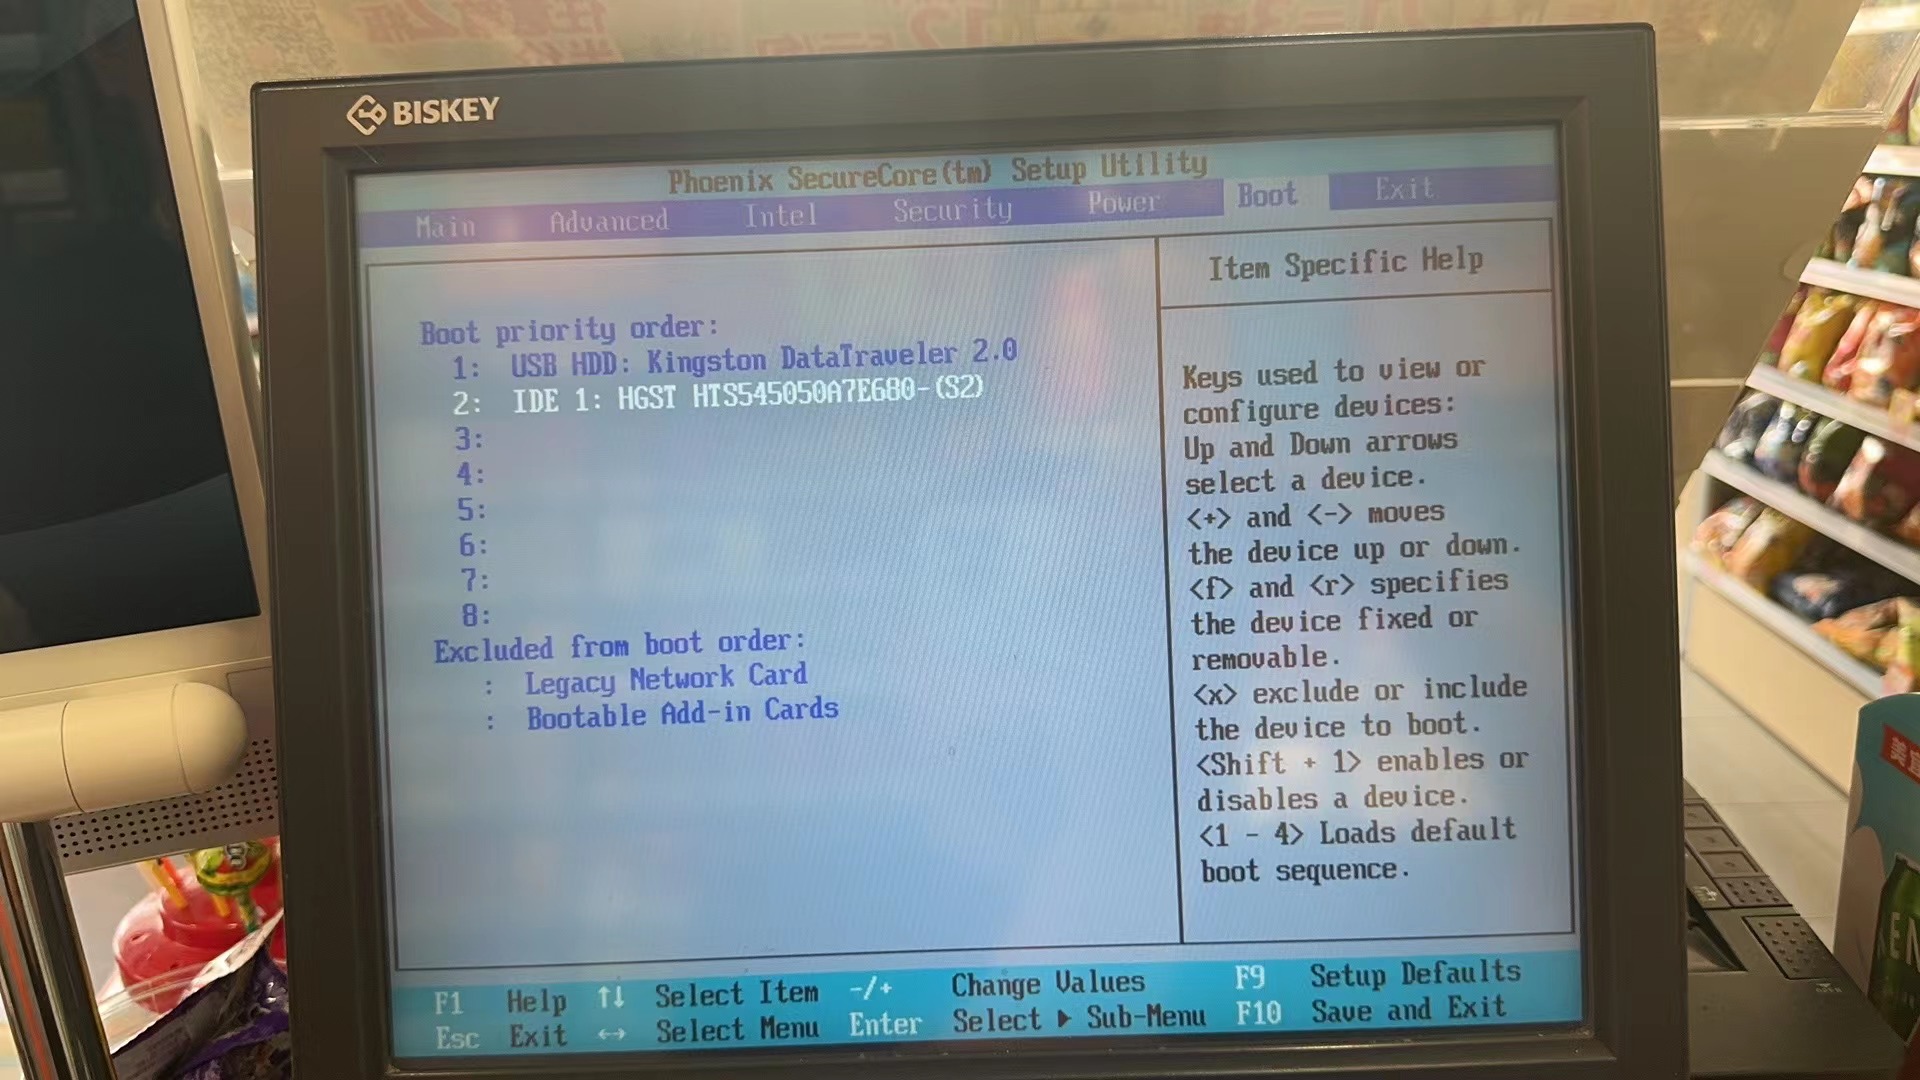 BISKEY
Phoenix SecureCore(tm) Setup Utility
Main Advanced Intel Security Power Boot Exit
Boot priority order:
1: USB HDD: Kingston DataTraveler 2.0
2: IDE 1: HGST HTS545050A7E680-(S2)
3:
4:
5:
6:
7:
8:
Excluded from boot order:
: Legacy Network Card
: Bootable Add-in Cards
Item Specific Help
Keys used to view or
configure devices:
Up and Down arrows
select a device.
<+> and <-> moves
the device up or down.
<f> and <r> specifies
the device fixed or
removable.
<x> exclude or include
the device to boot.
<Shift + 1> enables or
disables a device.
<1 - 4> Loads default
boot sequence.
F1 Help ↑↓ Select Item -/+ Change Values F9 Setup Defaults
Esc Exit ↔ Select Menu Enter Select ▶ Sub-Menu F10 Save and Exit